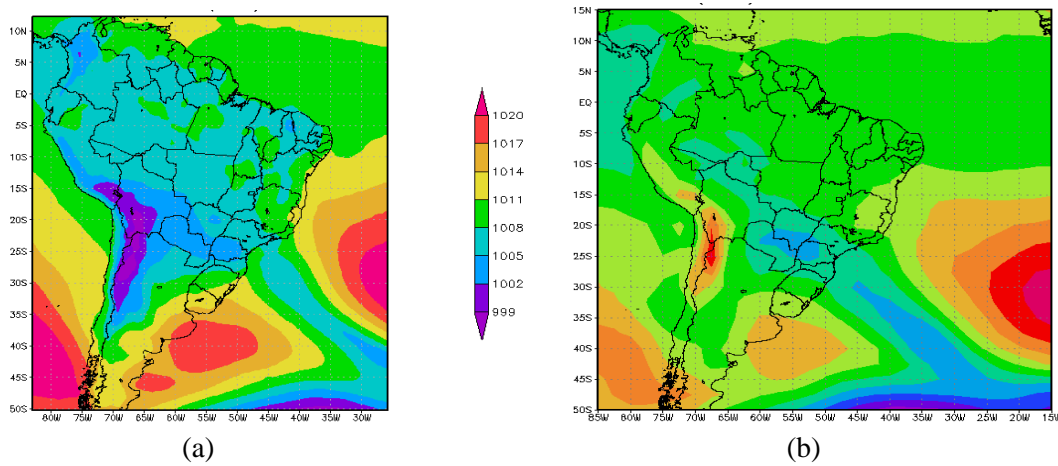 10N
5N
EQ
5S
10S
15S
20S
25S
30S
35S
40S
45S
50S
80W 75W 70W 65W 60W 55W 50W 45W 40W 35W 30W
(a)
1020
1017
1014
1011
1008
1005
1002
999
15N
10N
5N
EQ
5S
10S
15S
20S
25S
30S
35S
40S
45S
50S
85W 80W 75W 70W 65W 60W 55W 50W 45W 40W 35W 30W 25W 20W 15W
(b)